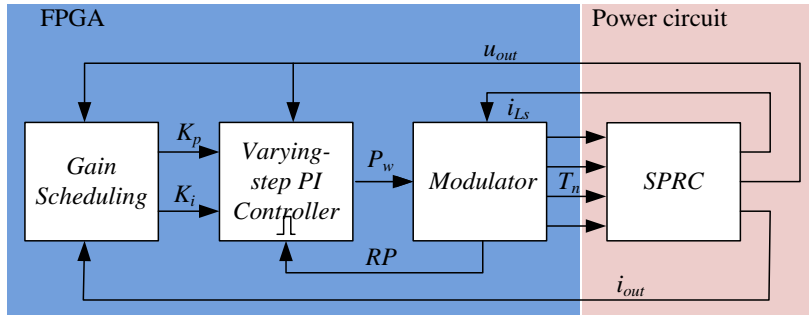 FPGA
Power circuit
u_out
i_Ls
K_p
Gain
Scheduling
K_i
Varying-
step PI
Controller
P_w
Modulator
T_n
SPRC
RP
i_out